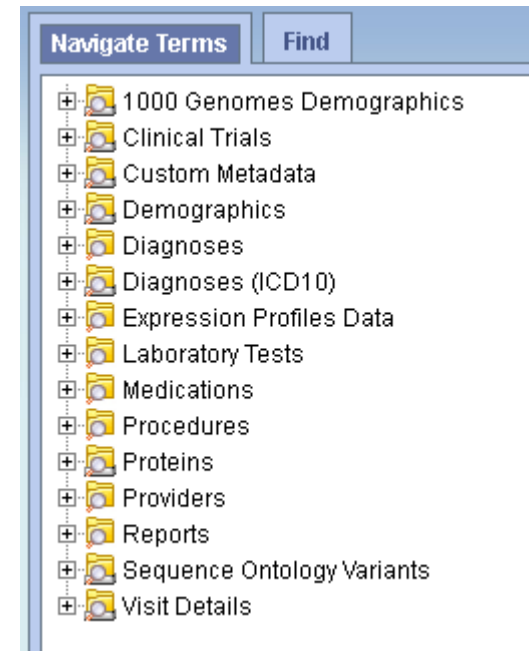 Navigate Terms Find
1000 Genomes Demographics
Clinical Trials
Custom Metadata
Demographics
Diagnoses
Diagnoses (ICD10)
Expression Profiles Data
Laboratory Tests
Medications
Procedures
Proteins
Providers
Reports
Sequence Ontology Variants
Visit Details